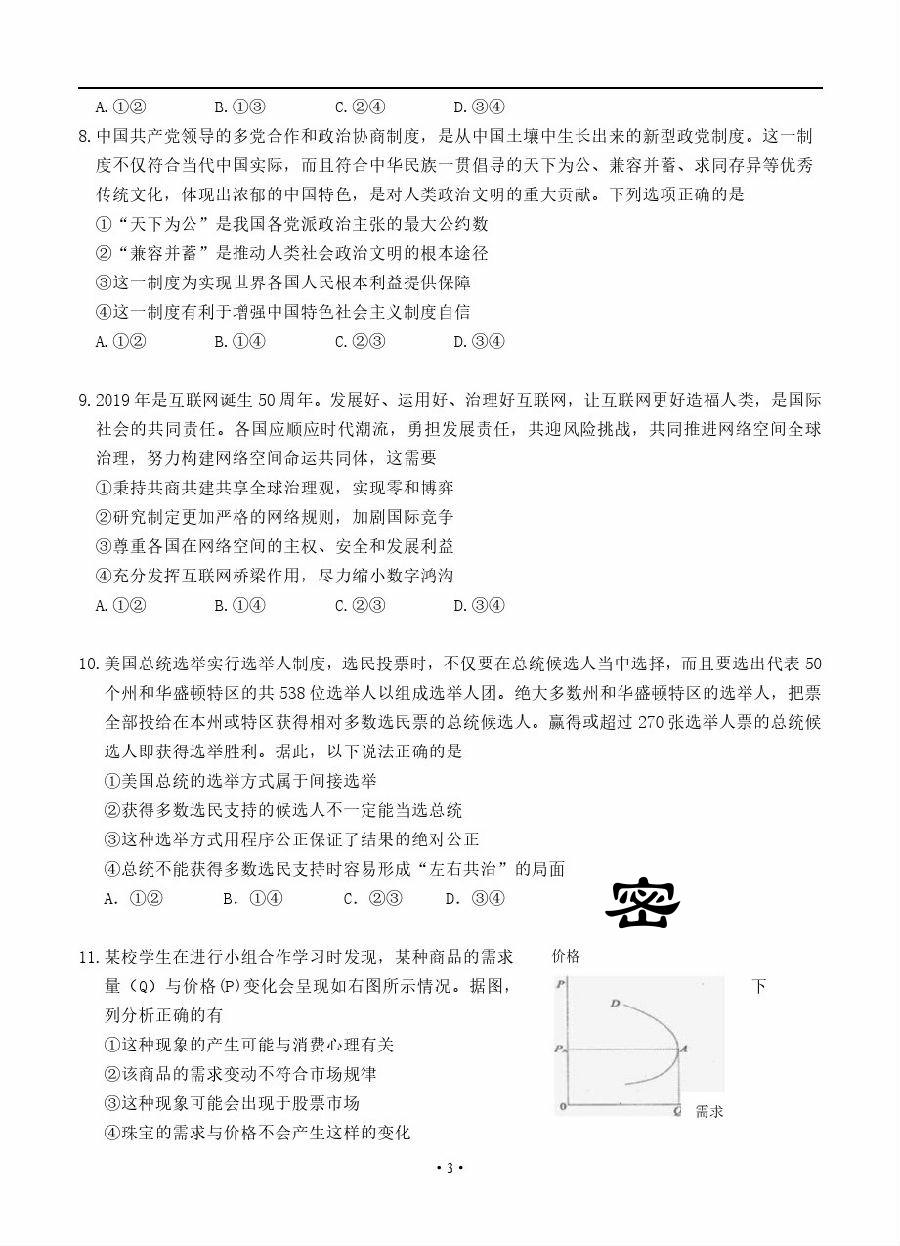 A.①② B.①③ C.②④ D.③④
8.中国共产党领导的多党合作和政治协商制度，是从中国土壤中生长出来的新型政党制度。这一制
度不仅符合当代中国实际，而且符合中华民族一贯倡导的天下为公、兼容并蓄、求同存异等优秀
传统文化，体现出浓郁的中国特色，是对人类政治文明的重大贡献。下列选项正确的是
①“天下为公”是我国各党派政治主张的最大公约数
②“兼容并蓄”是推动人类社会政治文明的根本途径
③这一制度为实现世界各国人民根本利益提供保障
④这一制度有利于增强中国特色社会主义制度自信
A.①② B.①④ C.②③ D.③④
9.2019年是互联网诞生50周年。发展好、运用好、治理好互联网，让互联网更好造福人类，是国际
社会的共同责任。各国应顺应时代潮流，勇担发展责任，共迎风险挑战，共同推进网络空间全球
治理，努力构建网络空间命运共同体，这需要
①秉持共商共建共享全球治理观，实现零和博弈
②研究制定更加严格的网络规则，加剧国际竞争
③尊重各国在网络空间的主权、安全和发展利益
④充分发挥互联网桥梁作用，尽力缩小数字鸿沟
A.①② B.①④ C.②③ D.③④
10.美国总统选举实行选举人制度，选民投票时，不仅要在总统候选人当中选择，而且要选出代表50
个州和华盛顿特区的共538位选举人以组成选举人团。绝大多数州和华盛顿特区的选举人，把票
全部投给在本州或特区获得相对多数选民票的总统候选人。赢得或超过270张选举人票的总统候
选人即获得选举胜利。据此，以下说法正确的是
①美国总统的选举方式属于间接选举
②获得多数选民支持的候选人不一定能当选总统
③这种选举方式用程序公正保证了结果的绝对公正
④总统不能获得多数选民支持时容易形成“左右共治”的局面
A. ①② B. ①④ C. ②③ D. ③④
密
11.某校学生在进行小组合作学习时发现，某种商品的需求
量（Q）与价格(P)变化会呈现如右图所示情况。据图，下
列分析正确的有
①这种现象的产生可能与消费心理有关
②该商品的需求变动不符合市场规律
③这种现象可能会出现于股票市场
④珠宝的需求与价格不会产生这样的变化
价格
P
D
A
0
Q
需求
·3·